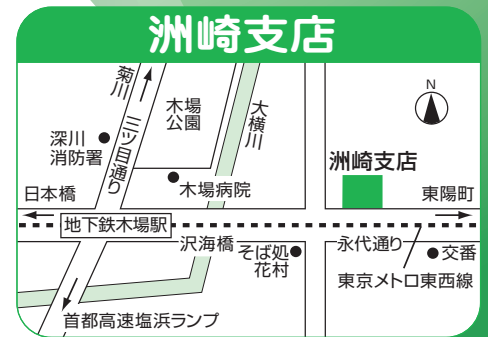 洲崎支店
菊川
三ツ目通り
木場
公園
大横川
N
深川
消防署
洲崎支店
木場病院
日本橋
東陽町
地下鉄木場駅
沢海橋
そば処
花村
永代通り
交番
東京メトロ東西線
首都高速塩浜ランプ